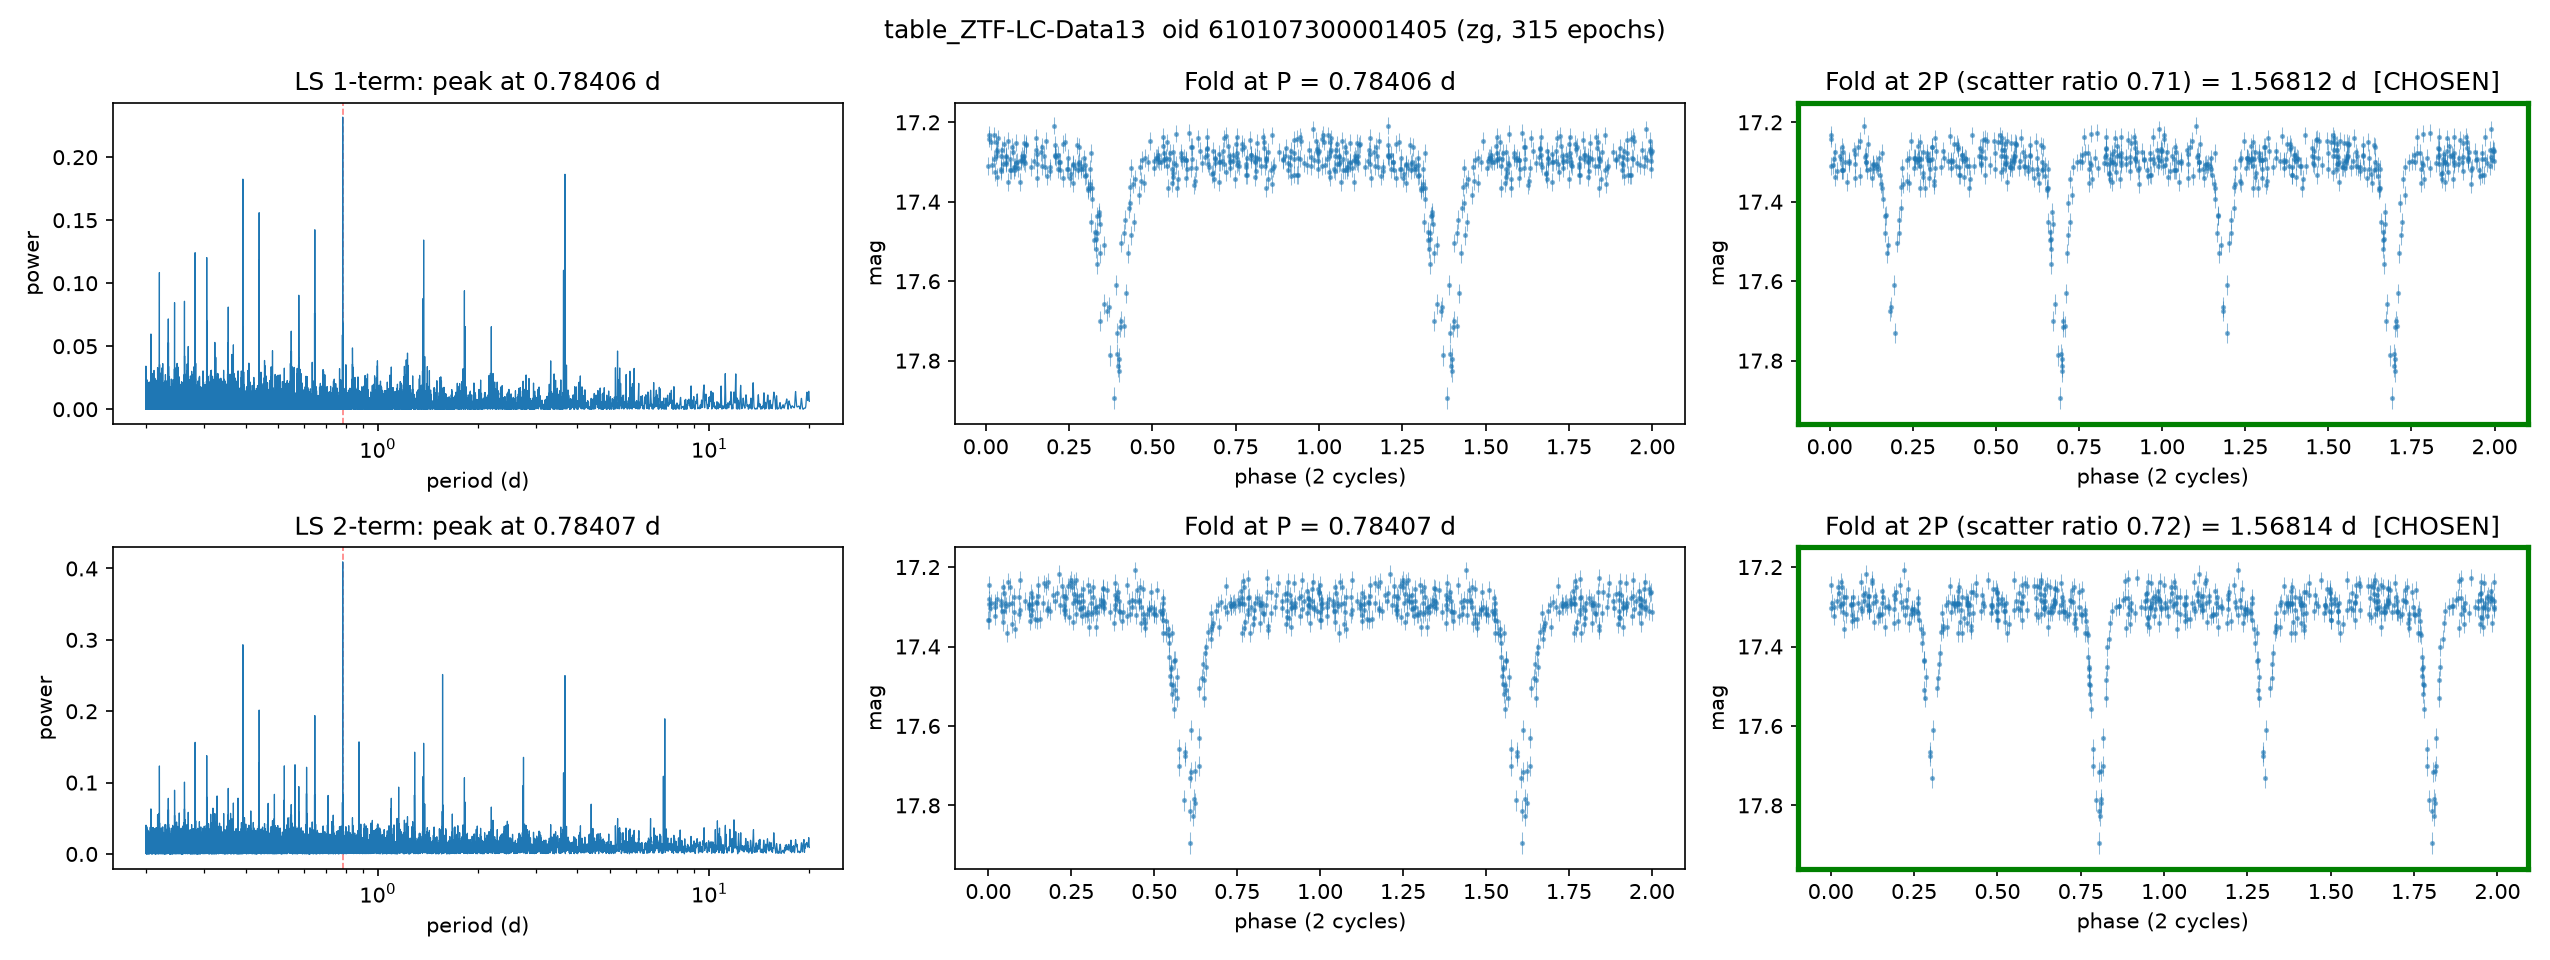 table_ZTF-LC-Data13  oid 610107300001405 (zg, 315 epochs)
LS 1-term: peak at 0.78406 d
Fold at P = 0.78406 d
Fold at 2P (scatter ratio 0.71) = 1.56812 d  [CHOSEN]
power
0.20
0.15
0.10
0.05
0.00
10⁰
10¹
period (d)
mag
17.2
17.4
17.6
17.8
0.00 0.25 0.50 0.75 1.00 1.25 1.50 1.75 2.00
phase (2 cycles)
mag
17.2
17.4
17.6
17.8
0.00 0.25 0.50 0.75 1.00 1.25 1.50 1.75 2.00
phase (2 cycles)
LS 2-term: peak at 0.78407 d
Fold at P = 0.78407 d
Fold at 2P (scatter ratio 0.72) = 1.56814 d  [CHOSEN]
power
0.4
0.3
0.2
0.1
0.0
10⁰
10¹
period (d)
mag
17.2
17.4
17.6
17.8
0.00 0.25 0.50 0.75 1.00 1.25 1.50 1.75 2.00
phase (2 cycles)
mag
17.2
17.4
17.6
17.8
0.00 0.25 0.50 0.75 1.00 1.25 1.50 1.75 2.00
phase (2 cycles)